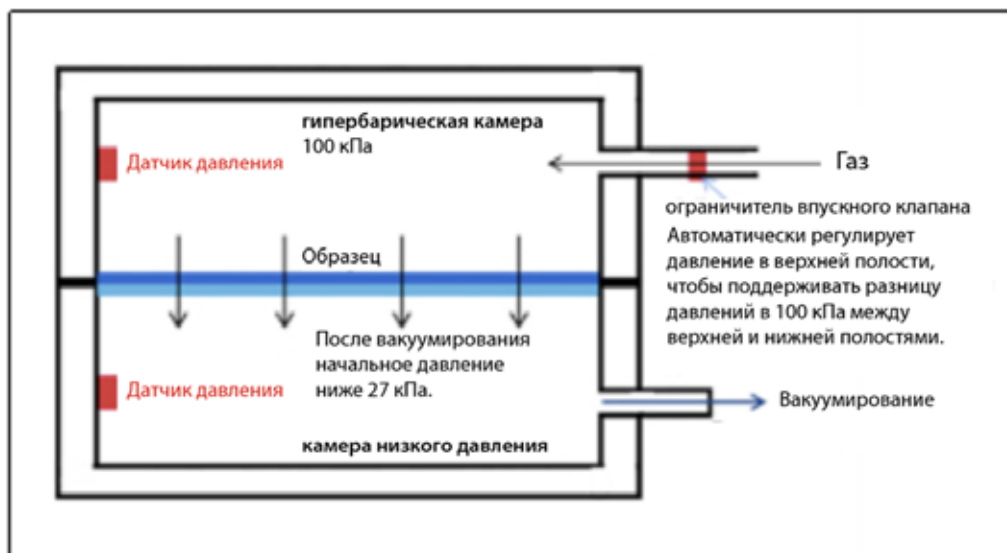 гипербарическая камера
100 кПа
Датчик давления
Газ
ограничитель впускного клапана
Автоматически регулирует
давление в верхней полости,
чтобы поддерживать разницу
давлений в 100 кПа между
верхней и нижней полостями.
Образец
После вакуумирования
начальное давление
ниже 27 кПа.
Датчик давления
Вакуумирование
камера низкого давления